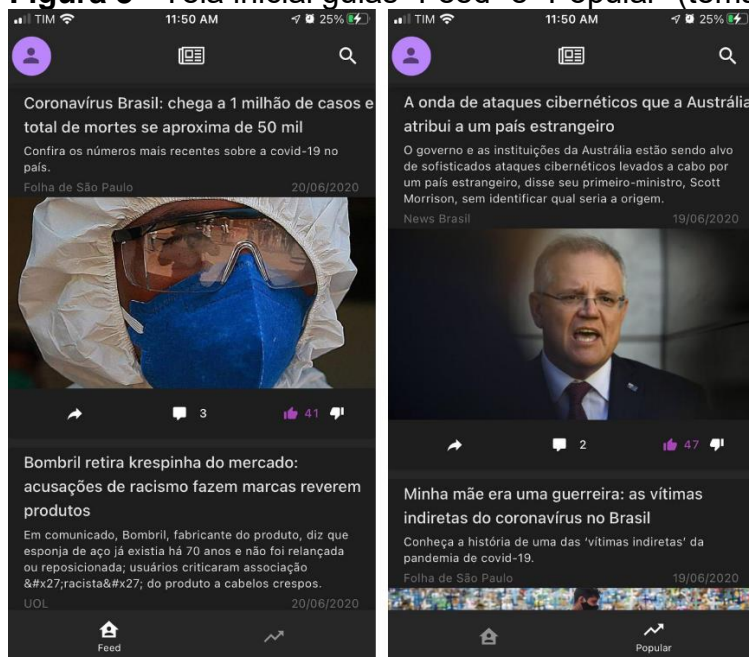 TIM 11:50 AM 25%
Coronavírus Brasil: chega a 1 milhão de casos e
total de mortes se aproxima de 50 mil
Confira os números mais recentes sobre a covid-19 no
país.
Folha de São Paulo 20/06/2020
3 41
Bombril retira krespinha do mercado:
acusações de racismo fazem marcas reverem
produtos
Em comunicado, Bombril, fabricante do produto, diz que
esponja de aço já existia há 70 anos e não foi relançada
ou reposicionada; usuários criticaram associação
&#x27;racista&#x27; do produto a cabelos crespos.
UOL 20/06/2020
Feed
TIM 11:50 AM 25%
A onda de ataques cibernéticos que a Austrália
atribui a um país estrangeiro
O governo e as instituições da Austrália estão sendo alvo
de sofisticados ataques cibernéticos levados a cabo por
um país estrangeiro, disse seu primeiro-ministro, Scott
Morrison, sem identificar qual seria a origem.
News Brasil 19/06/2020
2 47
Minha mãe era uma guerreira: as vítimas
indiretas do coronavírus no Brasil
Conheça a história de uma das ‘vítimas indiretas’ da
pandemia de covid-19.
Folha de São Paulo 19/06/2020
Popular